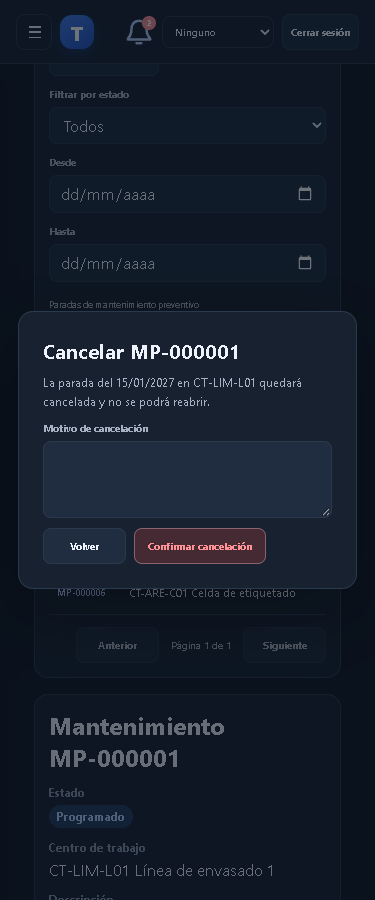 ☰
T
2
Ninguno
Cerrar sesión
Filtrar por estado
Todos
Desde
dd/mm/aaaa
Hasta
dd/mm/aaaa
Paradas de mantenimiento preventivo
Cancelar MP-000001
La parada del 15/01/2027 en CT-LIM-L01 quedará
cancelada y no se podrá reabrir.
Motivo de cancelación
Volver
Confirmar cancelación
MP-000006
CT-ARE-C01 Celda de etiquetado
Anterior
Página 1 de 1
Siguiente
Mantenimiento
MP-000001
Estado
Programado
Centro de trabajo
CT-LIM-L01 Línea de envasado 1
Descripción